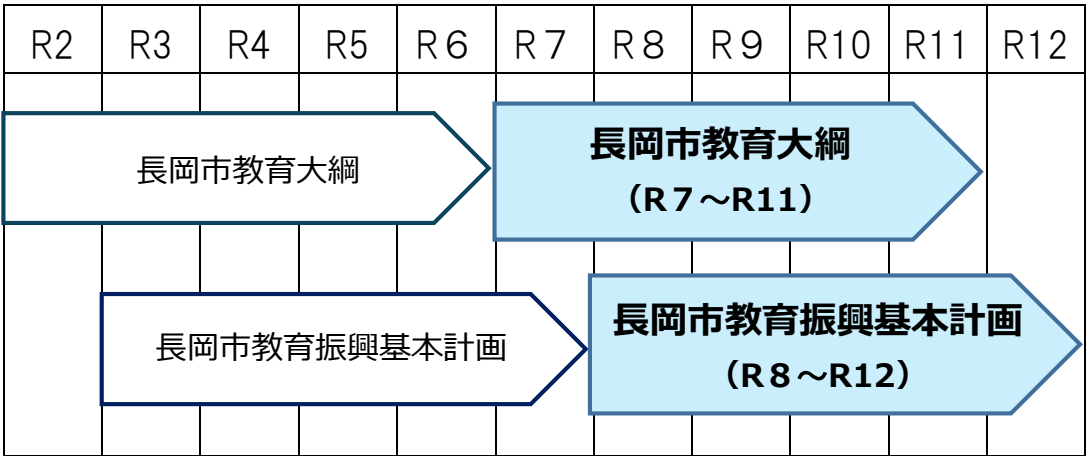 R2 R3 R4 R5 R６ R７ R８ R９ R10 R11 R12
長岡市教育大綱
長岡市教育大綱
（R７～R11）
長岡市教育振興基本計画
長岡市教育振興基本計画
（R８～R12）